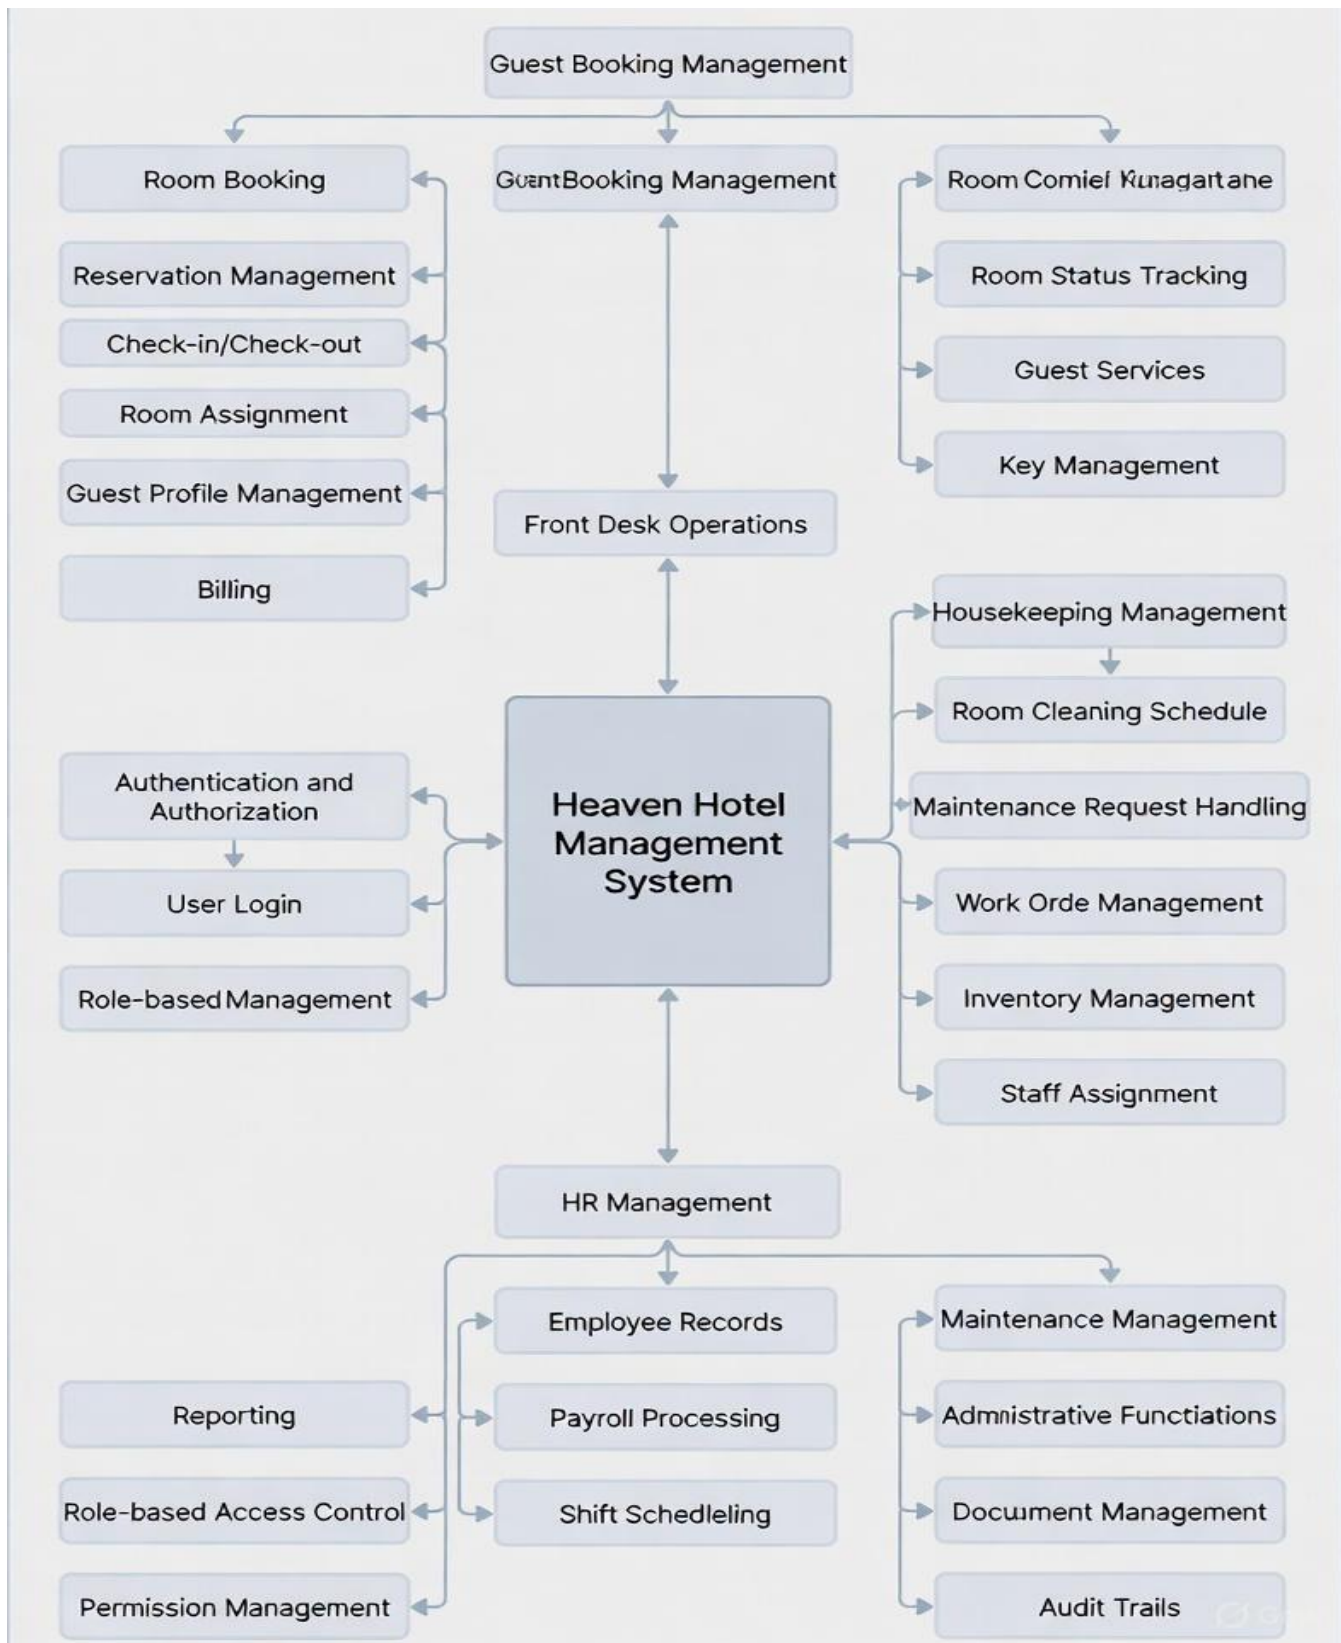 Guest Booking Management
Room Booking
Booking Management
Room
Reservation Management
Room Status Tracking
Check-in/Check-out
Guest Services
Room Assignment
Key Management
Guest Profile Management
Front Desk Operations
Billing
Housekeeping Management
Room Cleaning Schedule
Authentication and
Authorization
Heaven Hotel
Management
System
Maintenance Request Handling
User Login
Work Orde Management
Role-based Management
Inventory Management
Staff Assignment
HR Management
Employee Records
Maintenance Management
Reporting
Payroll Processing
Admnistrative Functiations
Role-based Access Control
Shift Schedleling
Document Management
Permission Management
Audit Trails